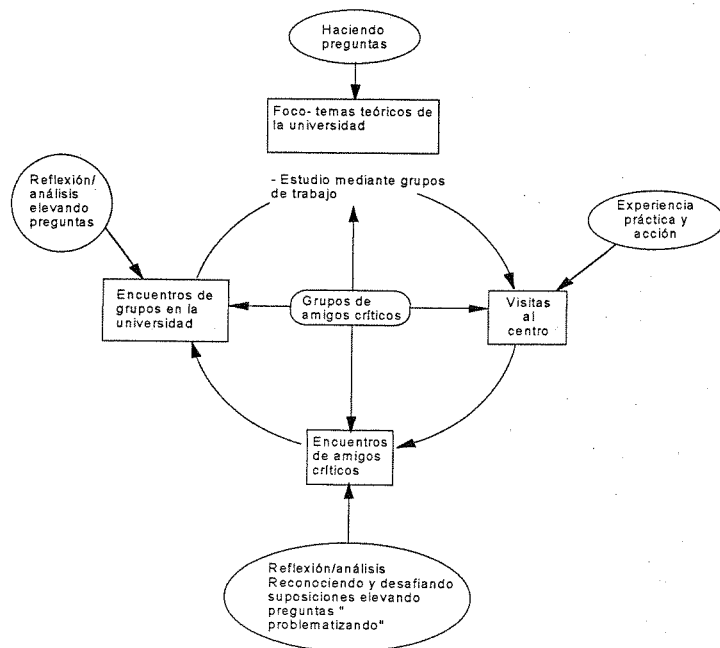 Haciendo
preguntas
Foco- temas teóricos de
la universidad
- Estudio mediante grupos
de trabajo
Reflexión/
análisis
elevando
preguntas
Experiencia
práctica y
acción
Encuentros de
grupos en la
universidad
Grupos de
amigos críticos
Visitas
al
centro
Encuentros
de amigos
críticos
Reflexión/análisis
Reconociendo y desafiando
suposiciones elevando
preguntas "
problematizando"